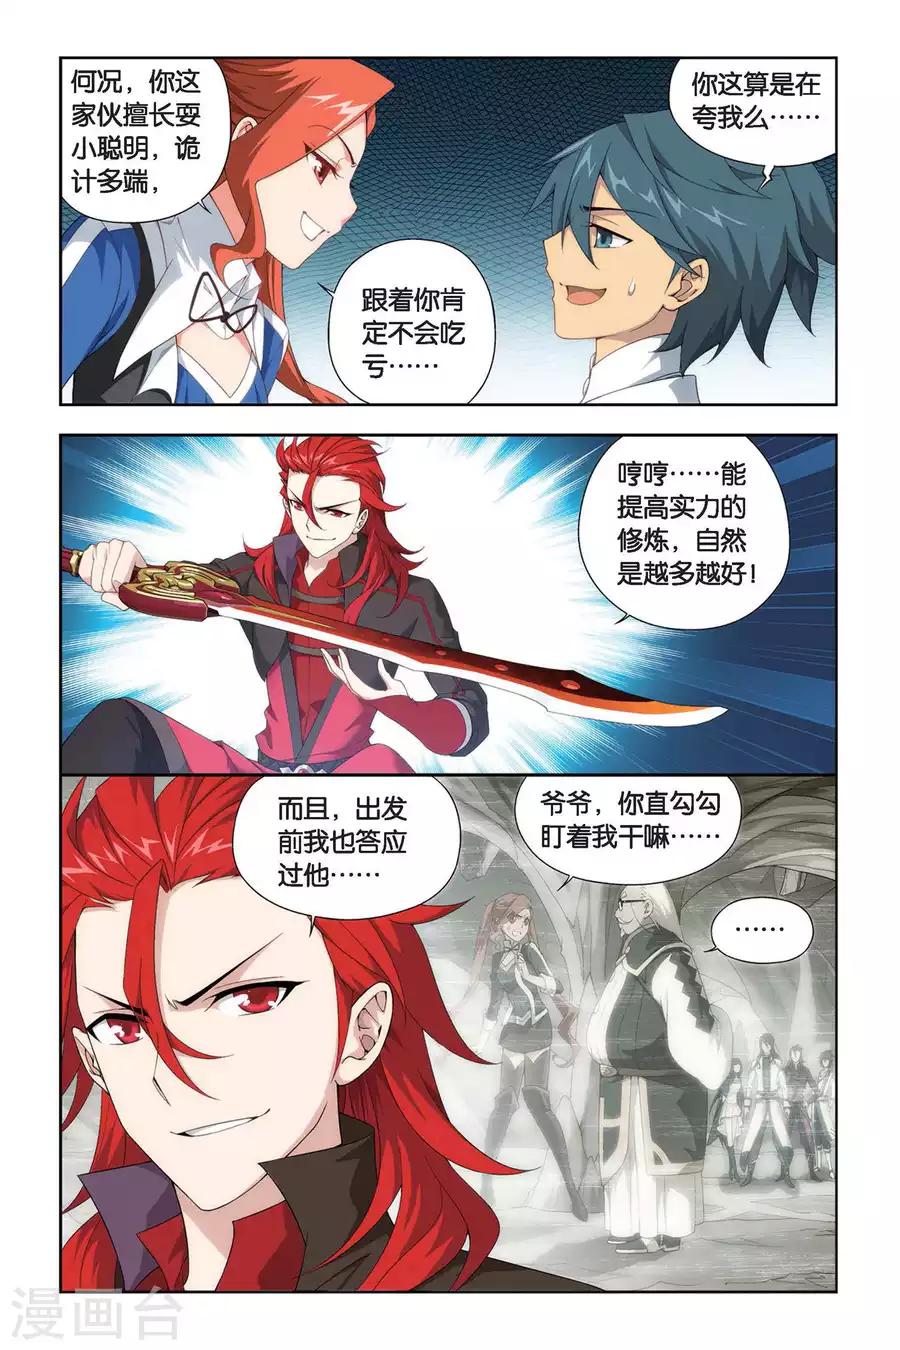 何况，你这
家伙擅长耍
小聪明，诡
计多端，
跟着你肯
定不会吃
亏……
你这算是在
夸我么……
哼哼……能
提高实力的
修炼，自然
是越多越好！
而且，出发
前我也答应
过他……
爷爷，你直勾勾
盯着我干嘛……
……
漫画台